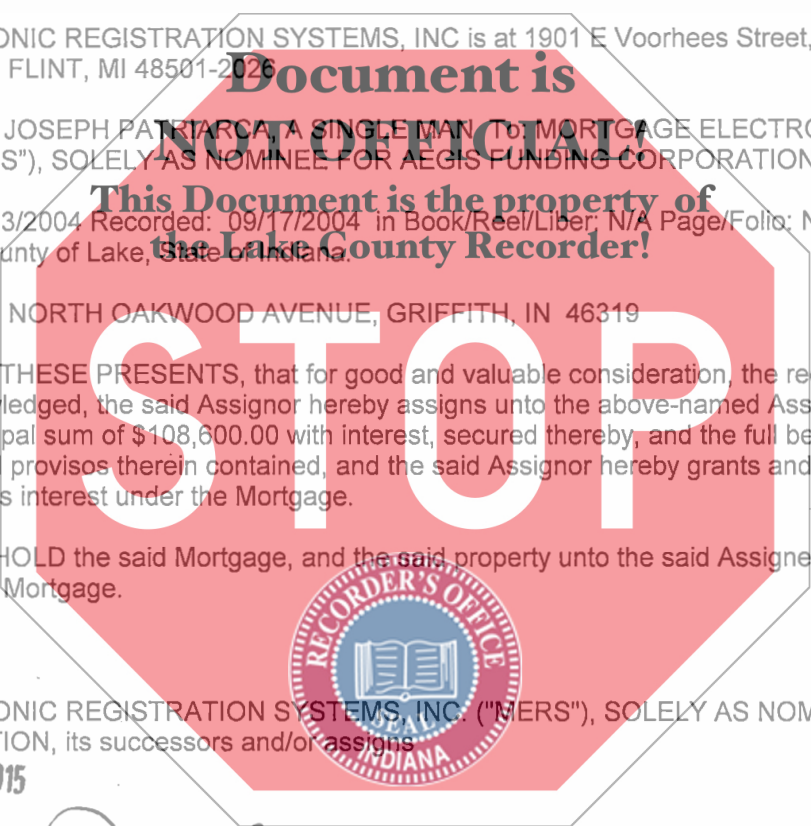 ONIC REGISTRATION SYSTEMS, INC is at 1901 E Voorhees Street,
FLINT, MI 48501-2026
Document is
JOSEPH PATRIARCA, A SINGLE MAN To: MORTGAGE ELECTRO
NOT OFFICIAL!
S"), SOLELY AS NOMINEE FOR AEGIS FUNDING CORPORATION
This Document is the property of
3/2004 Recorded: 09/17/2004 in Book/Reel/Liber: N/A Page/Folio: N
the Lake County Recorder!
unty of Lake, State of Indiana.
NORTH OAKWOOD AVENUE, GRIFFITH, IN 46319
STOP
THESE PRESENTS, that for good and valuable consideration, the re
ledged, the said Assignor hereby assigns unto the above-named Ass
pal sum of $108,600.00 with interest, secured thereby, and the full be
provisos therein contained, and the said Assignor hereby grants and
s interest under the Mortgage.
HOLD the said Mortgage, and the said property unto the said Assigne
Mortgage.
RECORDER'S OFFICE
SEAL
INDIANA
ONIC REGISTRATION SYSTEMS, INC. ("MERS"), SOLELY AS NOM
TION, its successors and/or assigns
015